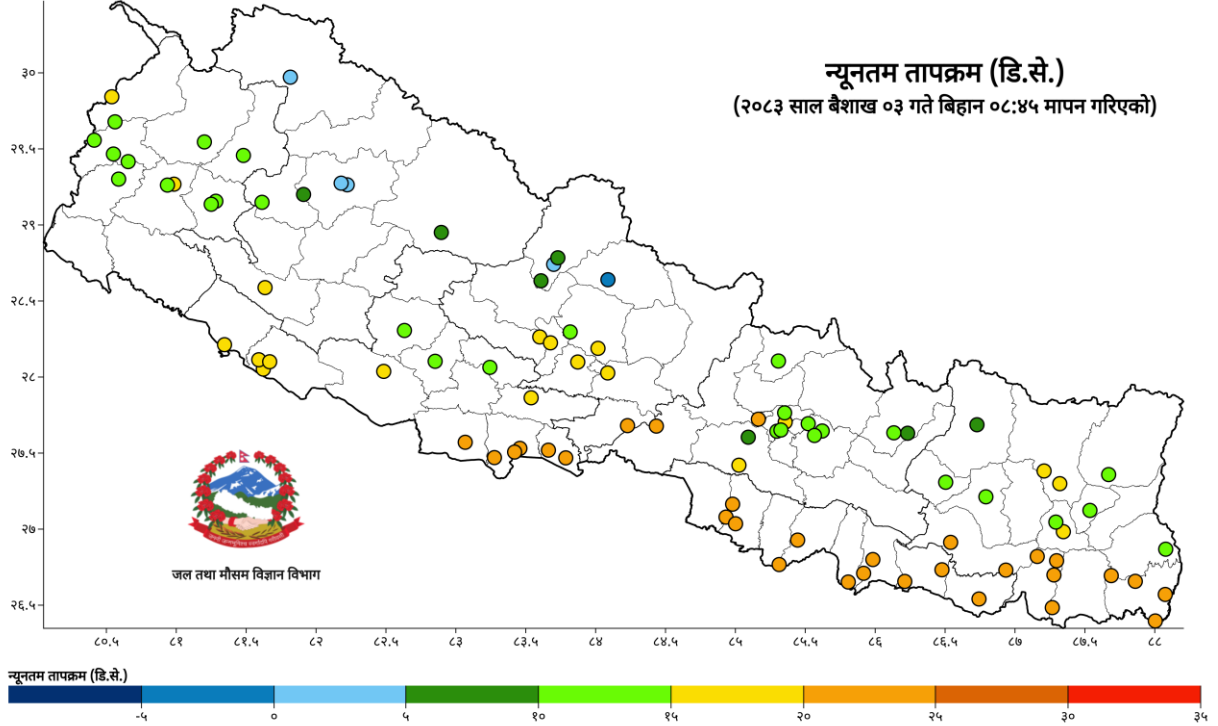 न्यूनतम तापक्रम (डि.से.)
(२०८३ साल बैशाख ०३ गते बिहान ०८:४५ मापन गरिएको)
३०
२९.५
२९
२८.५
२८
२७.५
२७
२६.५
जल तथा मौसम विज्ञान विभाग
८०.५ ८१ ८१.५ ८२ ८२.५ ८३ ८३.५ ८४ ८४.५ ८५ ८५.५ ८६ ८६.५ ८७ ८७.५ ८८
न्यूनतम तापक्रम (डि.से.)
-५ ० ५ १० १५ २० २५ ३० ३५